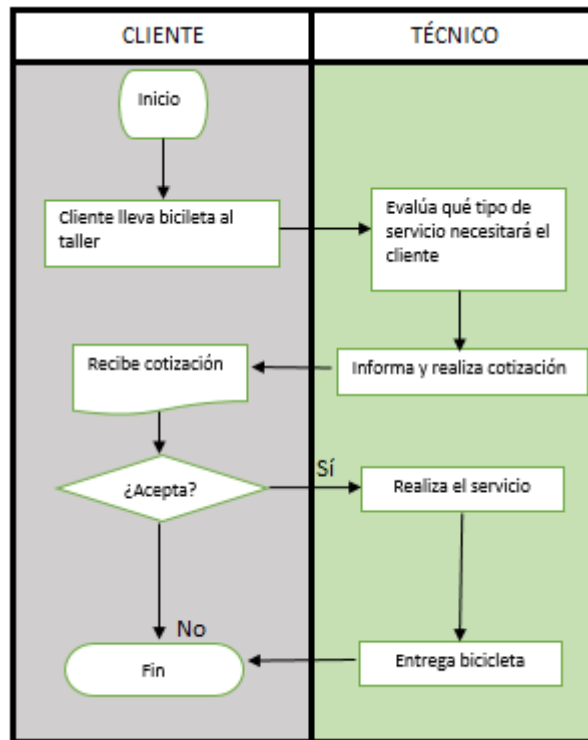 CLIENTE
TÉCNICO
Inicio
Cliente lleva bicileta al
taller
Evalúa qué tipo de
servicio necesitará el
cliente
Informa y realiza cotización
Recibe cotización
¿Acepta?
Sí
Realiza el servicio
No
Fin
Entrega bicicleta